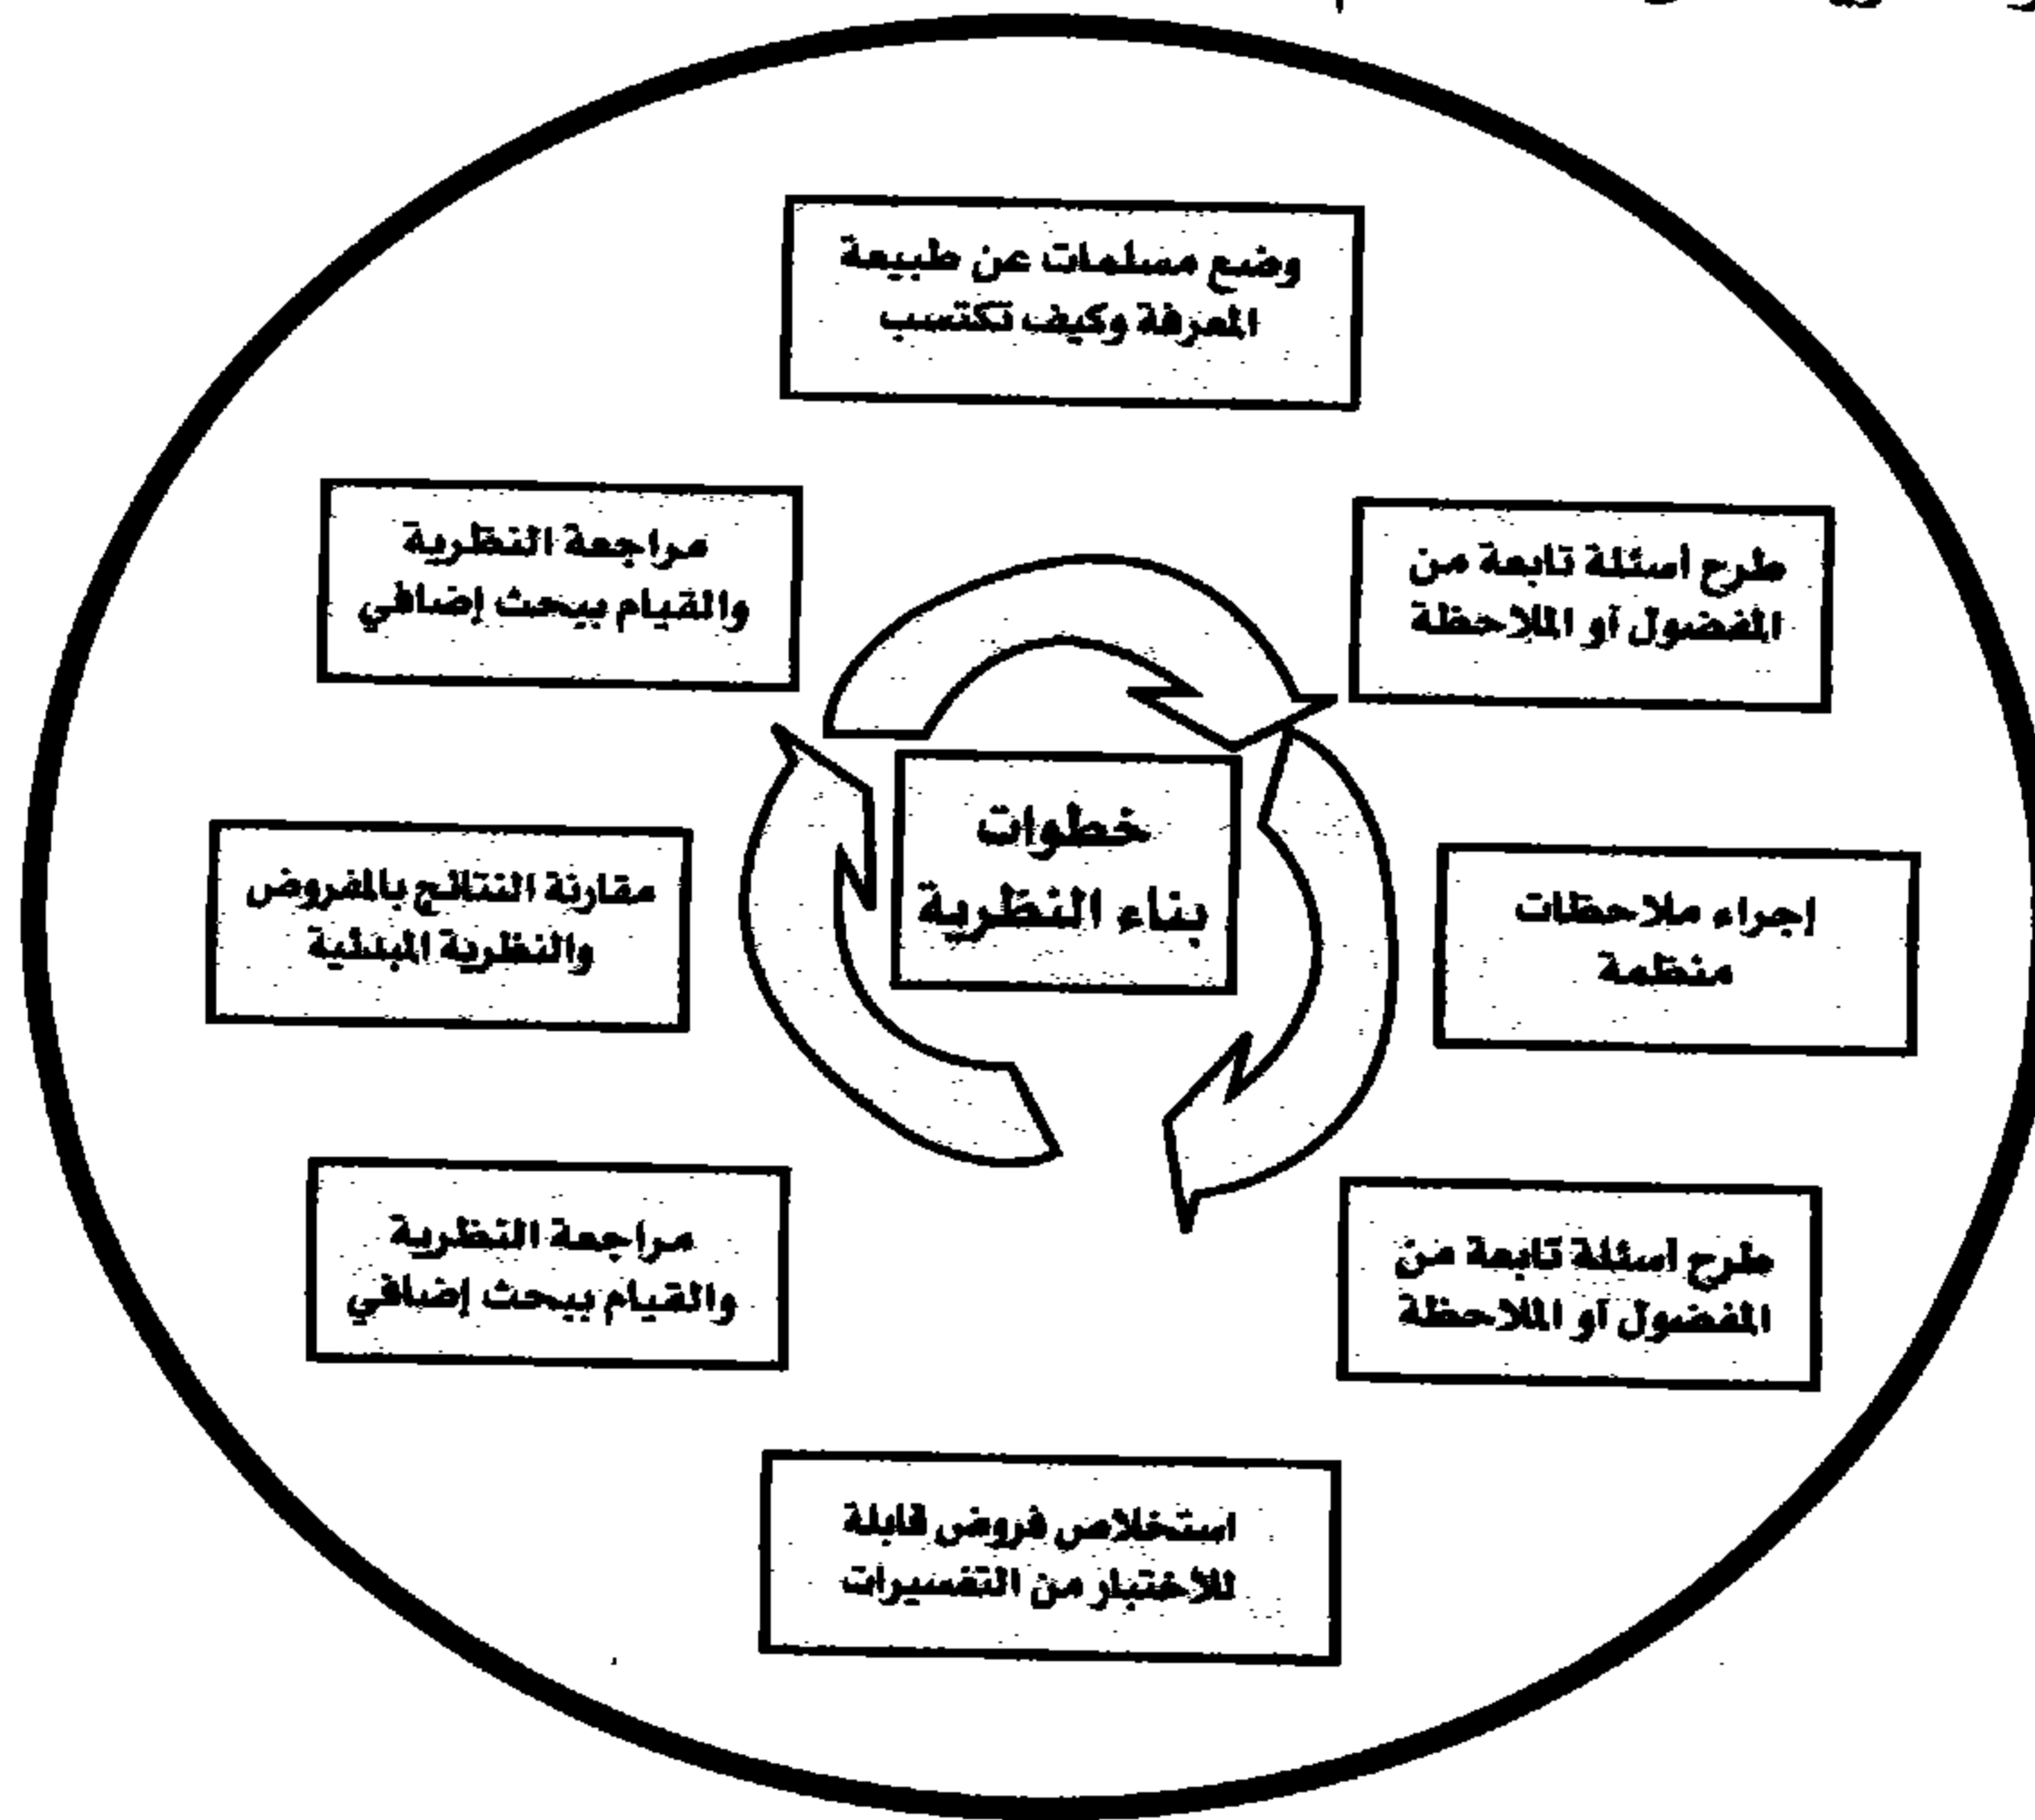 وضع مسلمات عن طبيعة
المعرفة وكيف تكتسب
طرح اسئلة تابعة من
الفضول أو الملاحظة
إجراء ملاحظات
منظمة
طرح اسئلة تابعة من
الفضول أو الملاحظة
استخلاص فروض قابلة
للاختبار من التفسيرات
مراجعة النظرية
والقيام ببحث إضافي
مقارنة النتائج بالفروض
والنظرية المبدئية
مراجعة النظرية
والقيام ببحث إضافي
خطوات
بناء النظرية